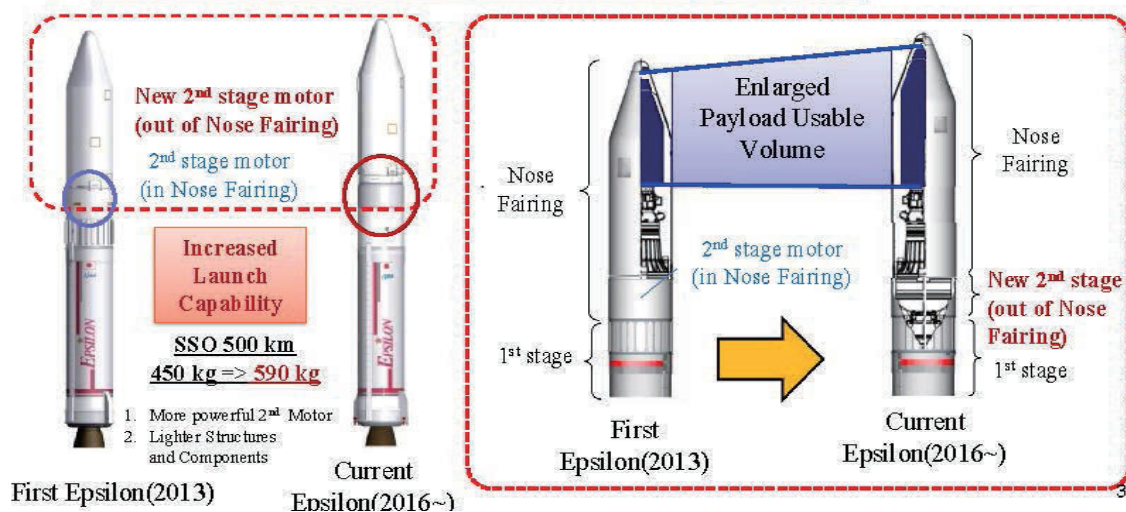 New 2nd stage motor
(out of Nose Fairing)
2nd stage motor
(in Nose Fairing)
Increased
Launch
Capability
SSO 500 km
450 kg => 590 kg
1. More powerful 2nd Motor
2. Lighter Structures
and Components
EPSILON
EPSILON
First Epsilon(2013)
Current
Epsilon(2016~)
Enlarged
Payload Usable
Volume
Nose
Fairing
Nose
Fairing
2nd stage motor
(in Nose Fairing)
New 2nd stage
(out of Nose
Fairing)
1st stage
1st stage
First
Epsilon(2013)
Current
Epsilon(2016~)
3